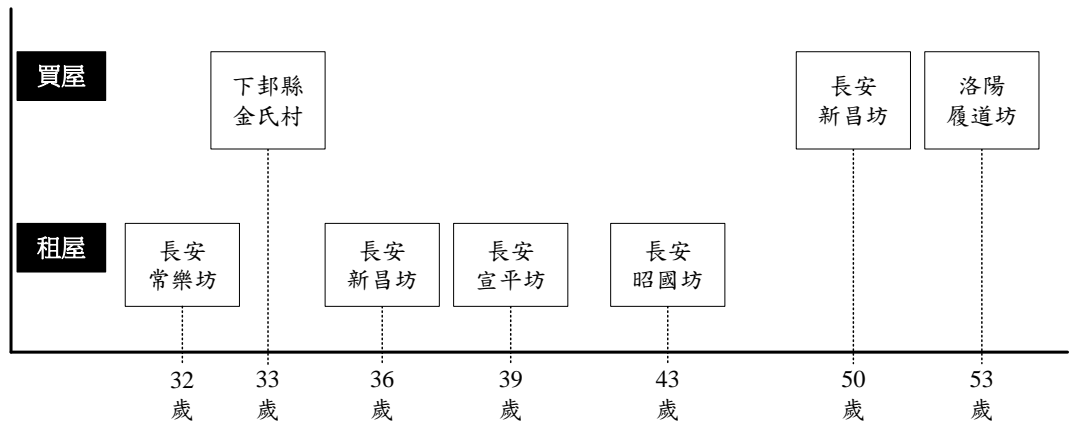 買屋
下邽縣
金氏村
長安
新昌坊
洛陽
履道坊
租屋
長安
常樂坊
長安
新昌坊
長安
宣平坊
長安
昭國坊
32
歲
33
歲
36
歲
39
歲
43
歲
50
歲
53
歲